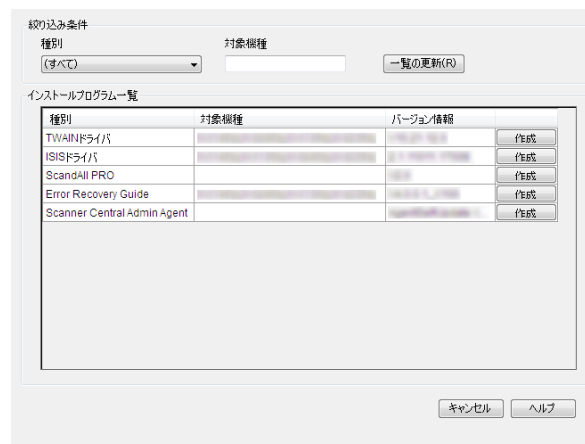 絞り込み条件
種別 対象機種
(すべて) 一覧の更新(R)
インストールプログラム一覧
種別 対象機種 バージョン情報
TWAINドライバ 作成
ISISドライバ 作成
ScandAll PRO 作成
Error Recovery Guide 作成
Scanner Central Admin Agent 作成
キャンセル ヘルプ